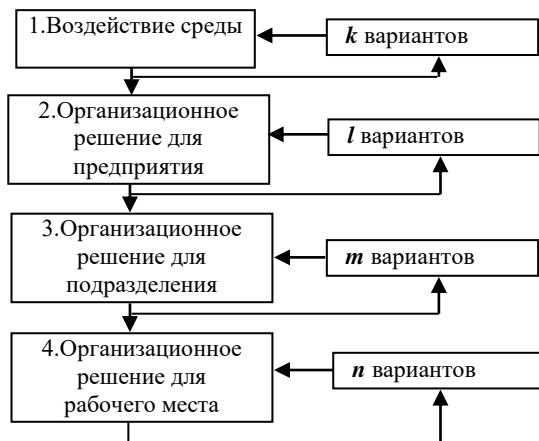 1.Воздействие среды
k вариантов
2.Организационное
решение для
предприятия
l вариантов
3.Организационное
решение для
подразделения
m вариантов
4.Организационное
решение для
рабочего места
n вариантов